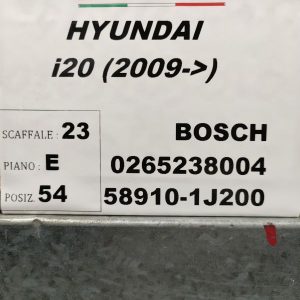 HYUNDAI
i20 (2009->)
SCAFFALE: 23 BOSCH
PIANO: E 0265238004
POSIZ. 54 58910-1J200